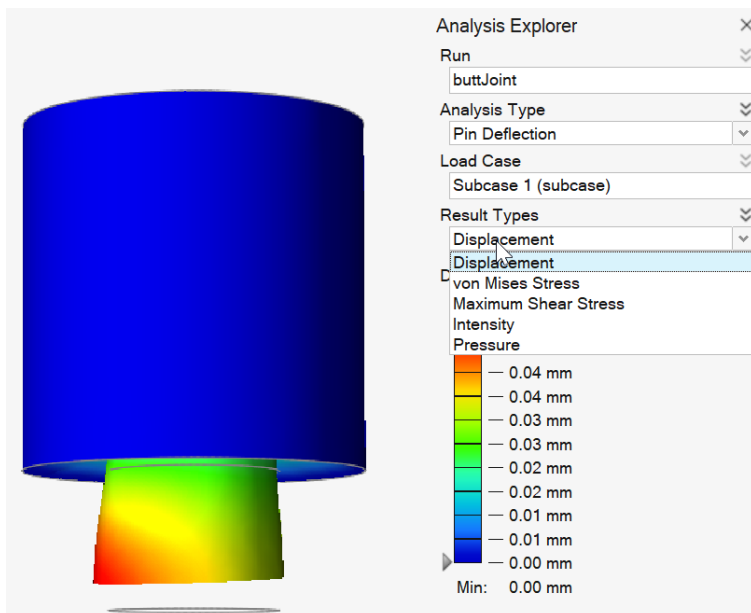 Analysis Explorer
Run
buttJoint
Analysis Type
Pin Deflection
Load Case
Subcase 1 (subcase)
Result Types
Displacement
Displacement
D
von Mises Stress
Maximum Shear Stress
Intensity
Pressure
0.04 mm
0.04 mm
0.03 mm
0.03 mm
0.02 mm
0.02 mm
0.01 mm
0.01 mm
0.00 mm
Min: 0.00 mm